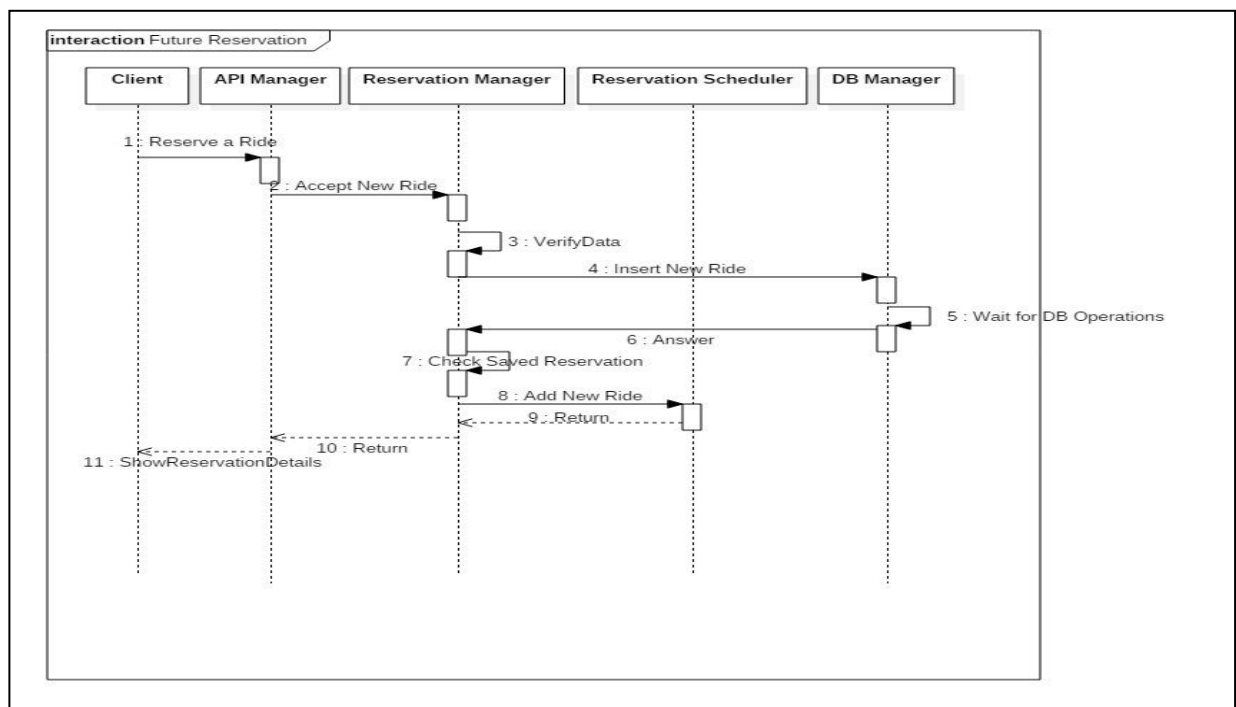 interaction Future Reservation
Client
API Manager
Reservation Manager
Reservation Scheduler
DB Manager
1 : Reserve a Ride
2 : Accept New Ride
3 : VerifyData
4 : Insert New Ride
5 : Wait for DB Operations
6 : Answer
7 : Check Saved Reservation
8 : Add New Ride
9 : Return
10 : Return
11 : ShowReservationDetails